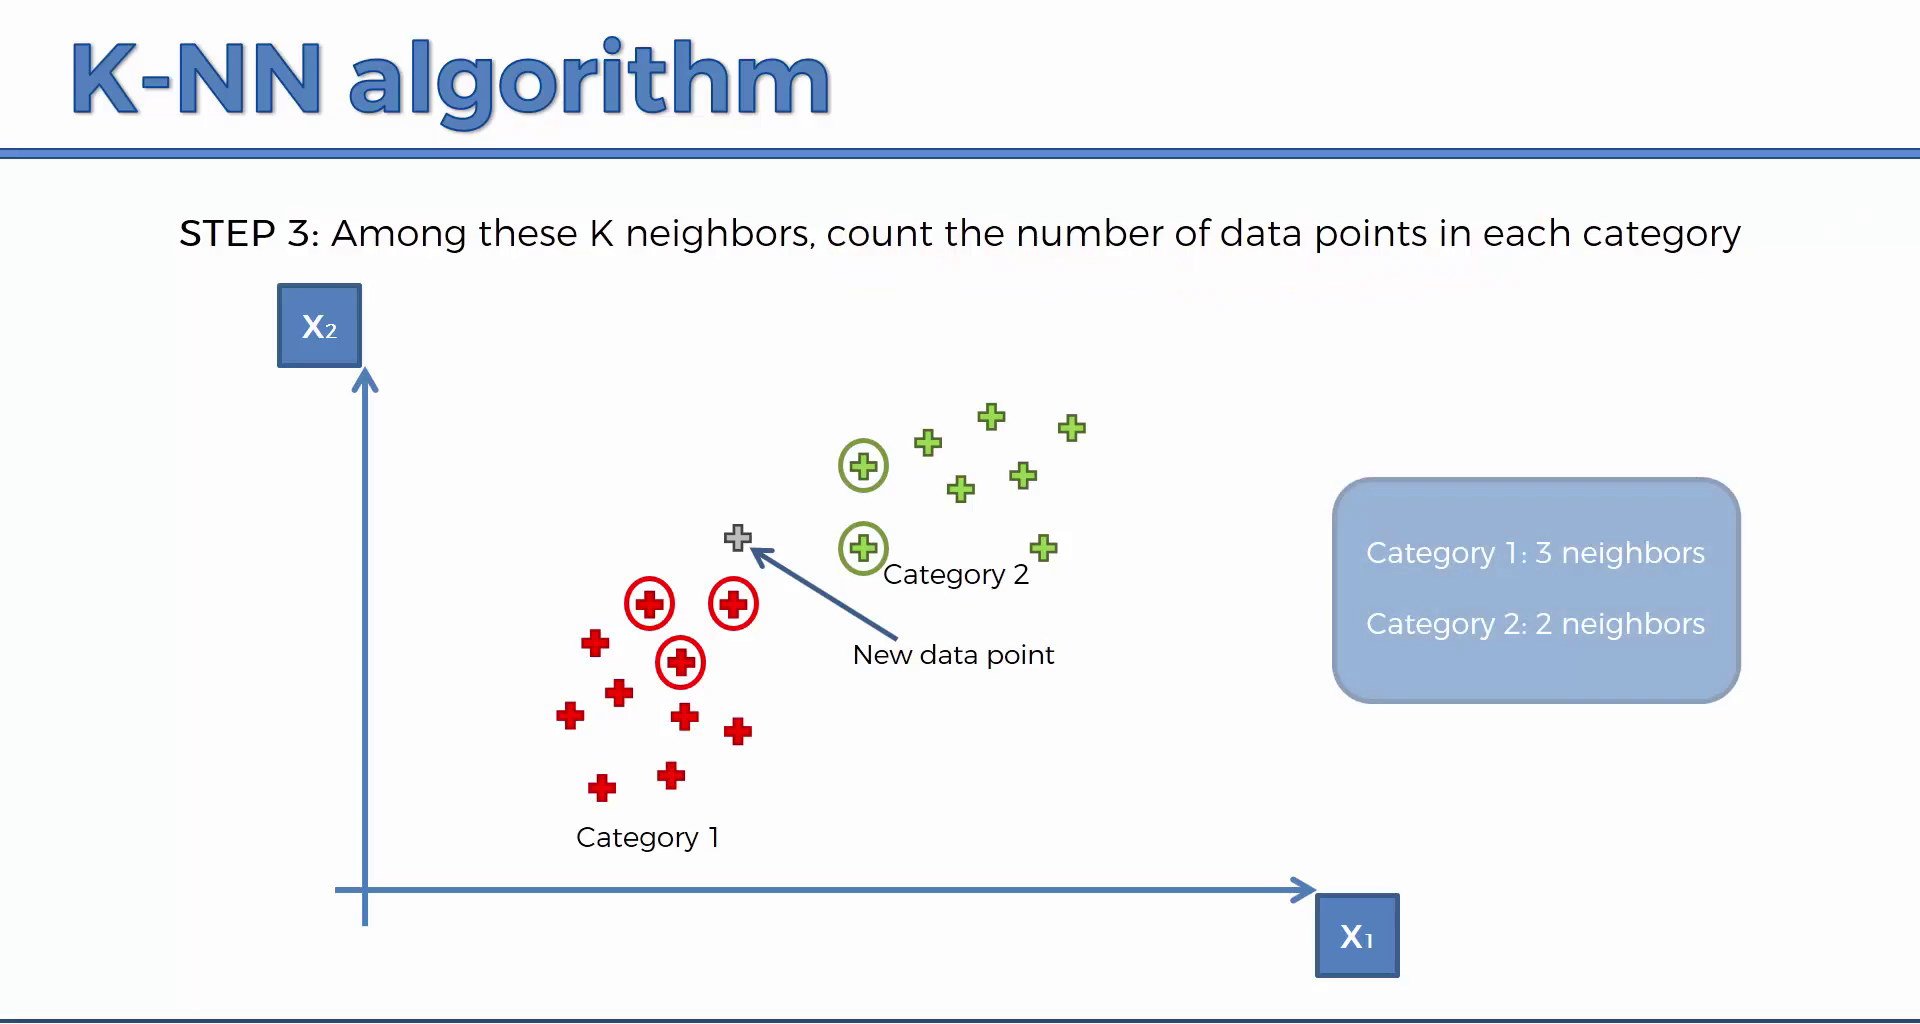 K-NN algorithm
STEP 3: Among these K neighbors, count the number of data points in each category
X2
Category 2
Category 1: 3 neighbors
Category 2: 2 neighbors
New data point
Category 1
X1